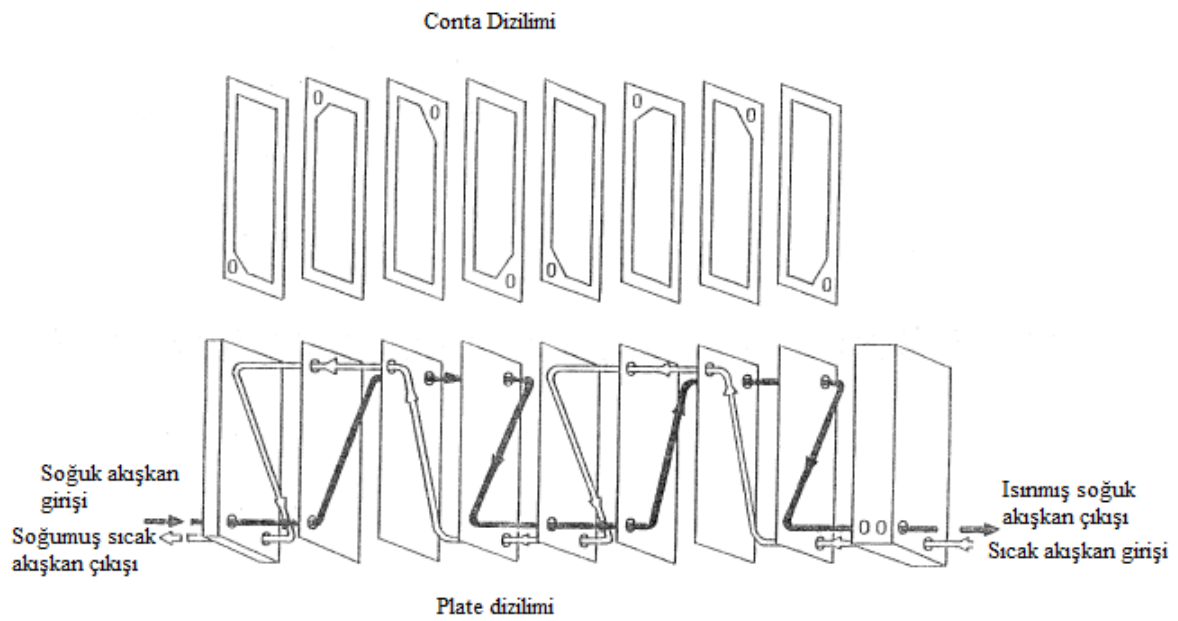 Conta Dizilimi
Soğuk akışkan
girişi
Soğumuş sıcak
akışkan çıkışı
Isınmış soğuk
akışkan çıkışı
Sıcak akışkan girişi
Plate dizilimi